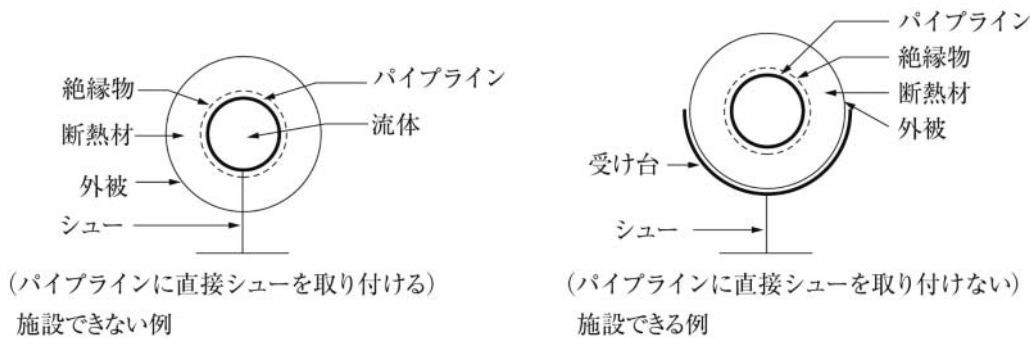 絶縁物
パイプライン
断熱材
流体
外被
シュー
(パイプラインに直接シューを取り付ける)
施設できない例
パイプライン
絶縁物
断熱材
外被
受け台
シュー
(パイプラインに直接シューを取り付けない)
施設できる例